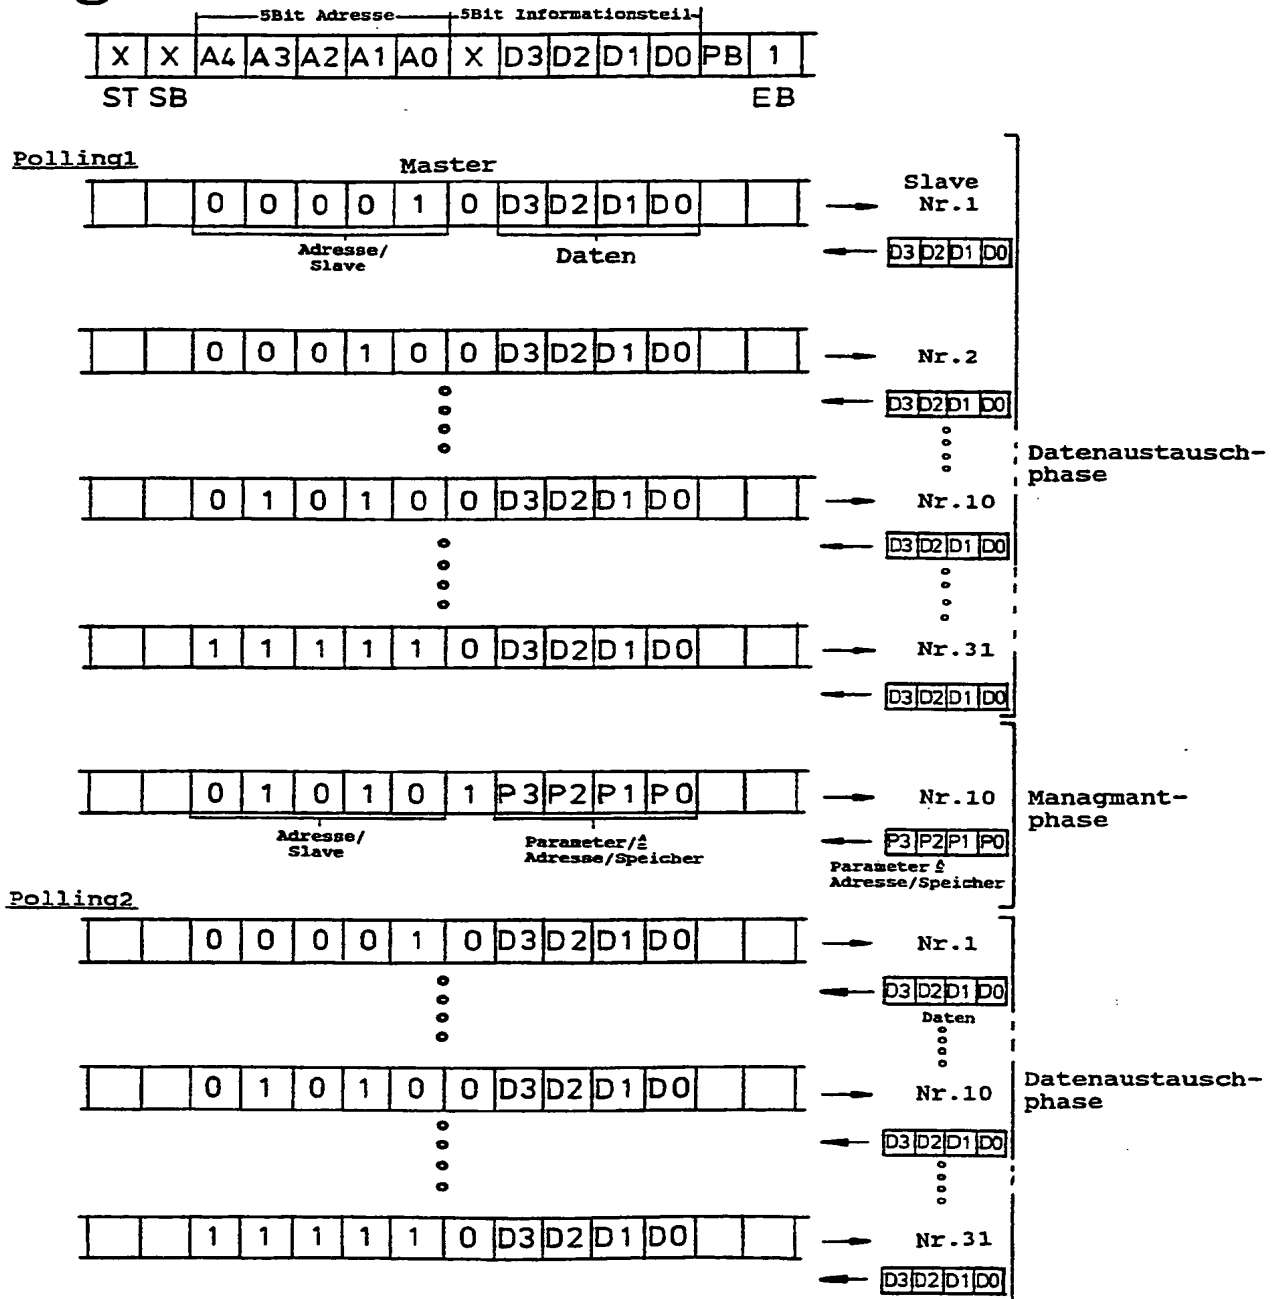 5Bit Adresse 5Bit Informationsteil
X X A4 A3 A2 A1 A0 X D3 D2 D1 D0 PB 1
ST SB EB
Polling1
Master
Slave
0 0 0 0 1 0 D3 D2 D1 D0 Nr.1
Adresse/
Slave
Daten
D3 D2 D1 D0
0 0 0 1 0 0 D3 D2 D1 D0 Nr.2
D3 D2 D1 D0
Datenaustausch-
phase
0 1 0 1 0 0 D3 D2 D1 D0 Nr.10
D3 D2 D1 D0
1 1 1 1 1 0 D3 D2 D1 D0 Nr.31
D3 D2 D1 D0
0 1 0 1 0 1 P3 P2 P1 P0 Nr.10
Managmant-
phase
Adresse/
Slave
Parameter/≙
Adresse/Speicher
P3 P2 P1 P0
Parameter ≙
Adresse/Speicher
Polling2
0 0 0 0 1 0 D3 D2 D1 D0 Nr.1
D3 D2 D1 D0
Daten
0 1 0 1 0 0 D3 D2 D1 D0 Nr.10
Datenaustausch-
phase
D3 D2 D1 D0
1 1 1 1 1 0 D3 D2 D1 D0 Nr.31
D3 D2 D1 D0